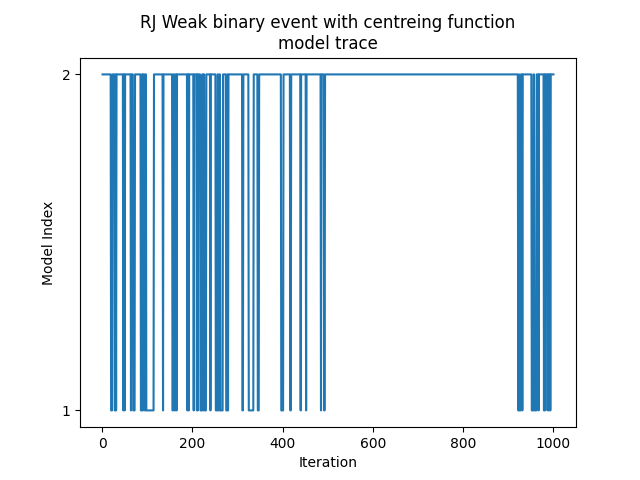 RJ Weak binary event with centreing function
model trace
2
1
Model Index
0 200 400 600 800 1000
Iteration